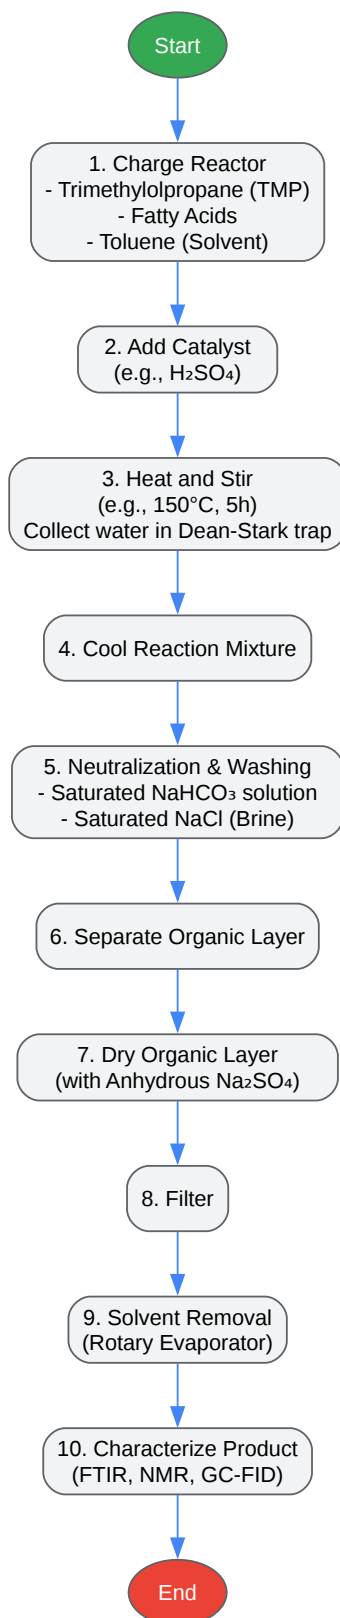 Start
1. Charge Reactor
- Trimethylolpropane (TMP)
- Fatty Acids
- Toluene (Solvent)
2. Add Catalyst
(e.g., H₂SO₄)
3. Heat and Stir
(e.g., 150°C, 5h)
Collect water in Dean-Stark trap
4. Cool Reaction Mixture
5. Neutralization & Washing
- Saturated NaHCO₃ solution
- Saturated NaCl (Brine)
6. Separate Organic Layer
7. Dry Organic Layer
(with Anhydrous Na₂SO₄)
8. Filter
9. Solvent Removal
(Rotary Evaporator)
10. Characterize Product
(FTIR, NMR, GC-FID)
End